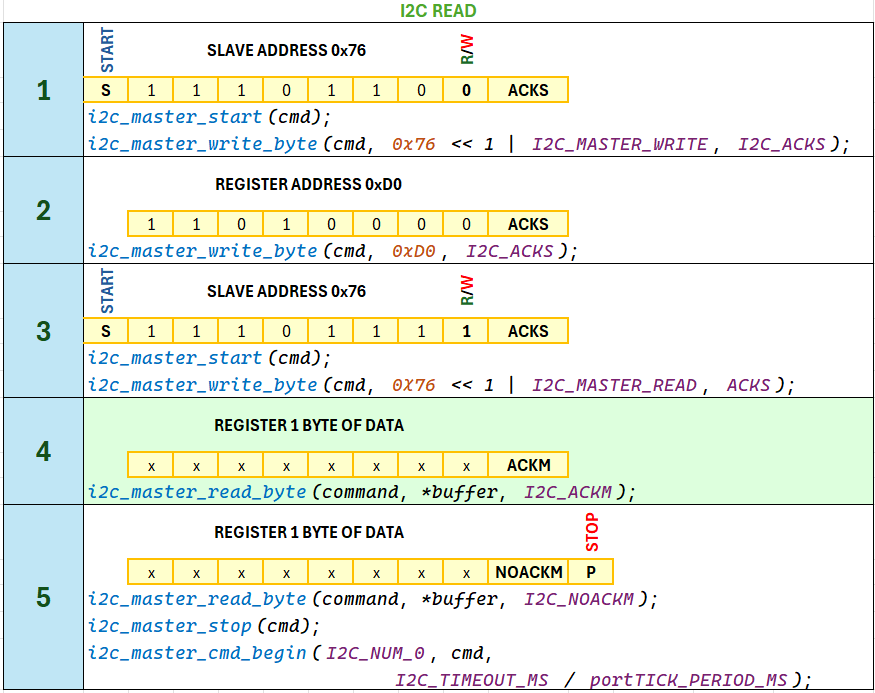 I2C READ
1
START
SLAVE ADDRESS 0x76
R/W
S 1 1 1 0 1 1 0 0 ACKS
i2c_master_start(cmd);
i2c_master_write_byte(cmd, 0x76 << 1 | I2C_MASTER_WRITE, I2C_ACKS);
2
REGISTER ADDRESS 0xD0
1 1 0 1 0 0 0 0 ACKS
i2c_master_write_byte(cmd, 0xD0, I2C_ACKS);
3
START
SLAVE ADDRESS 0x76
R/W
S 1 1 1 0 1 1 1 1 ACKS
i2c_master_start(cmd);
i2c_master_write_byte(cmd, 0X76 << 1 | I2C_MASTER_READ, ACKS);
4
REGISTER 1 BYTE OF DATA
x x x x x x x x ACKM
i2c_master_read_byte(command, *buffer, I2C_ACKM);
5
REGISTER 1 BYTE OF DATA
STOP
x x x x x x x x NOACKM P
i2c_master_read_byte(command, *buffer, I2C_NOACKM);
i2c_master_stop(cmd);
i2c_master_cmd_begin(I2C_NUM_0, cmd,
I2C_TIMEOUT_MS / portTICK_PERIOD_MS);